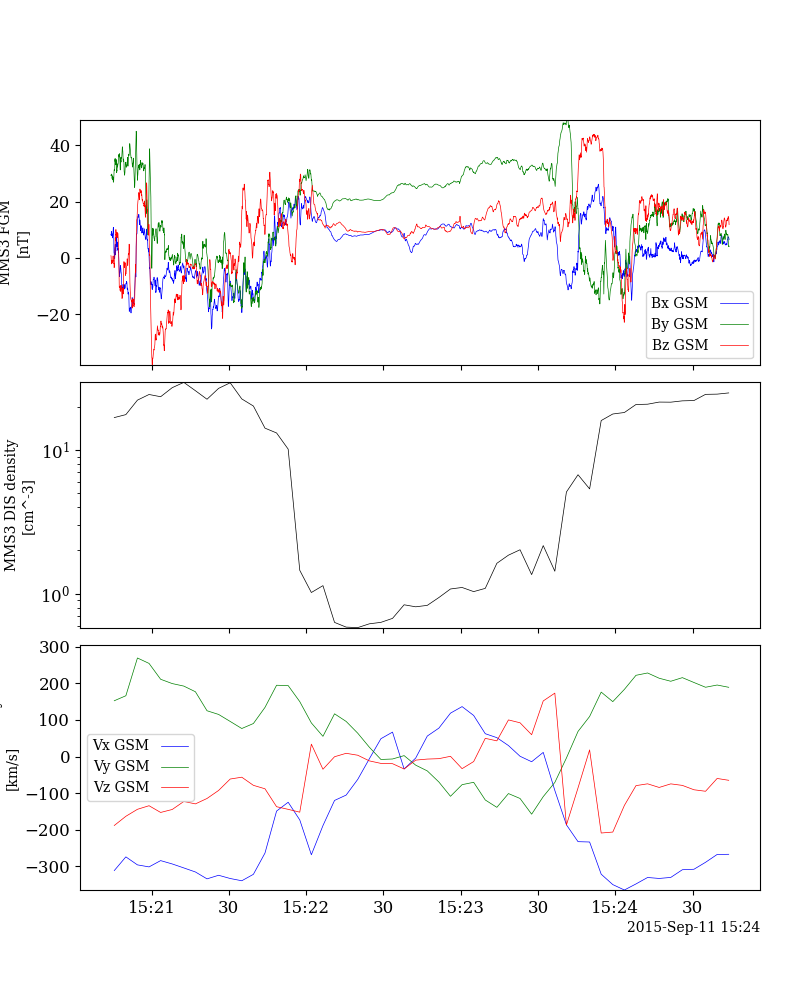 MMS3 FGM
[nT]
40
20
0
−20
Bx GSM
By GSM
Bz GSM
MMS3 DIS density
[cm^-3]
10^1
10^0
[km/s]
300
200
100
0
−100
−200
−300
Vx GSM
Vy GSM
Vz GSM
15:21 30 15:22 30 15:23 30 15:24 30
2015-Sep-11 15:24